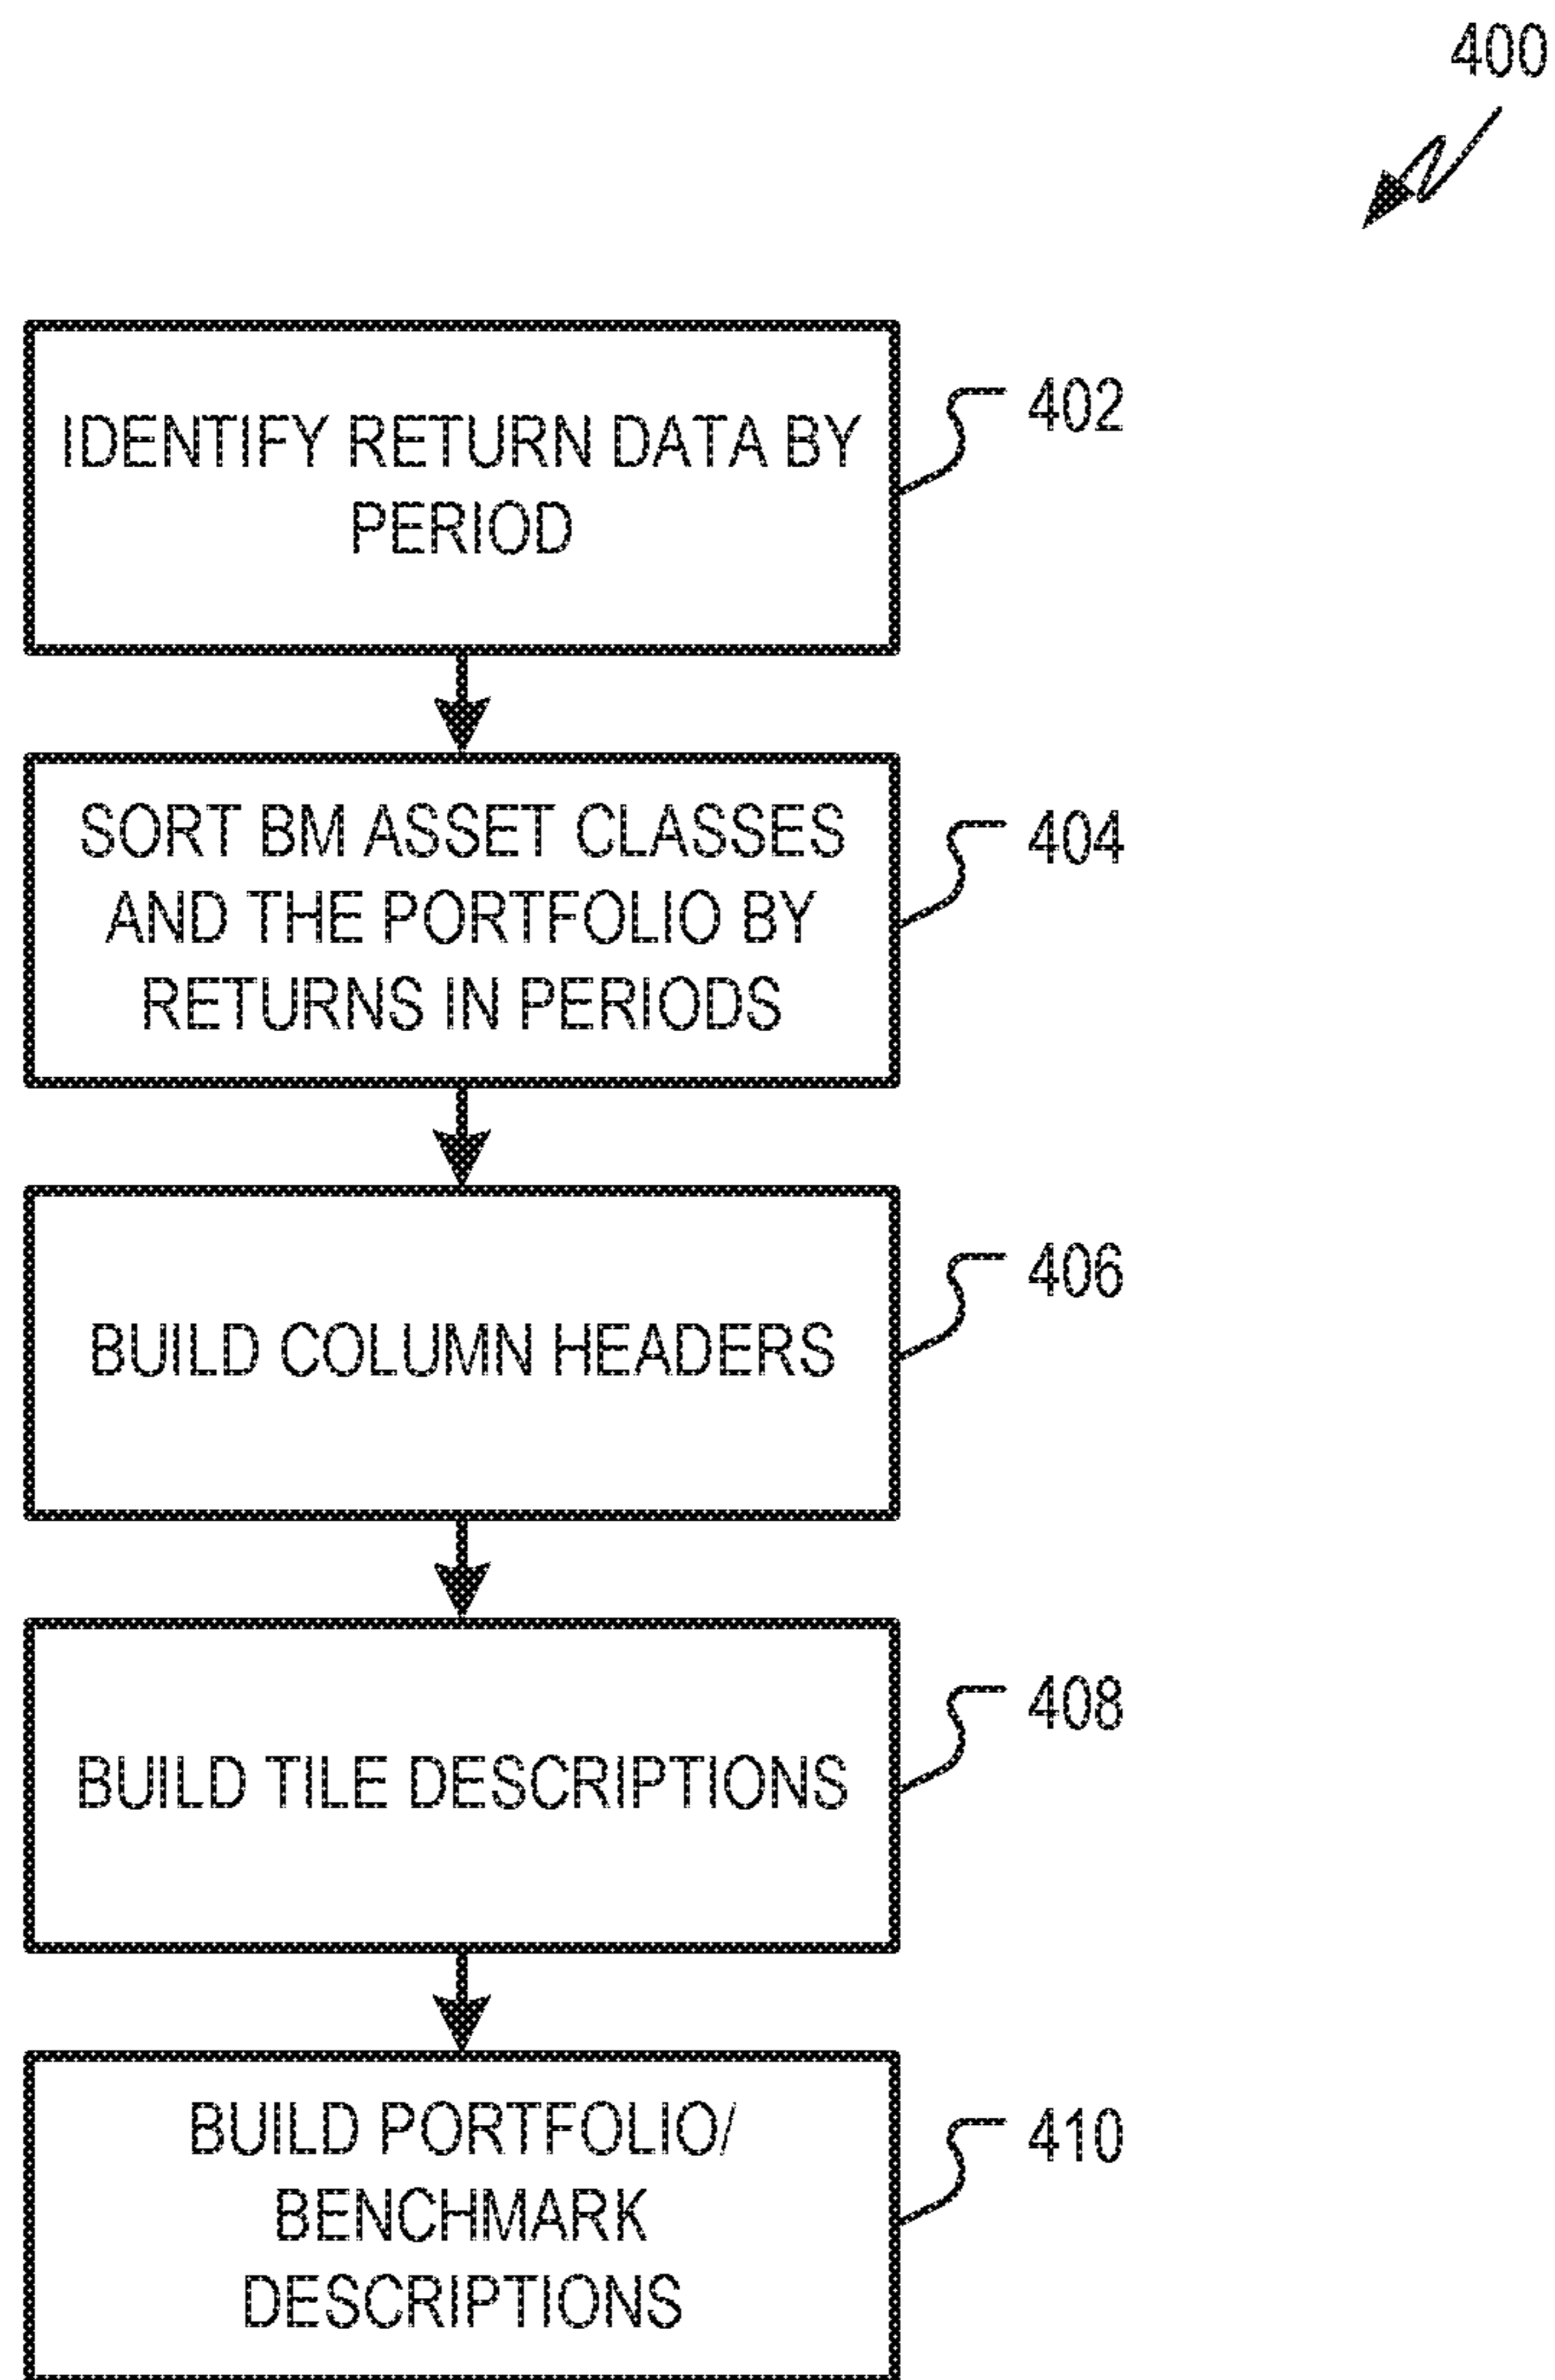 400
IDENTIFY RETURN DATA BY
PERIOD
402
SORT BM ASSET CLASSES
AND THE PORTFOLIO BY
RETURNS IN PERIODS
404
BUILD COLUMN HEADERS
406
BUILD TILE DESCRIPTIONS
408
BUILD PORTFOLIO/
BENCHMARK
DESCRIPTIONS
410